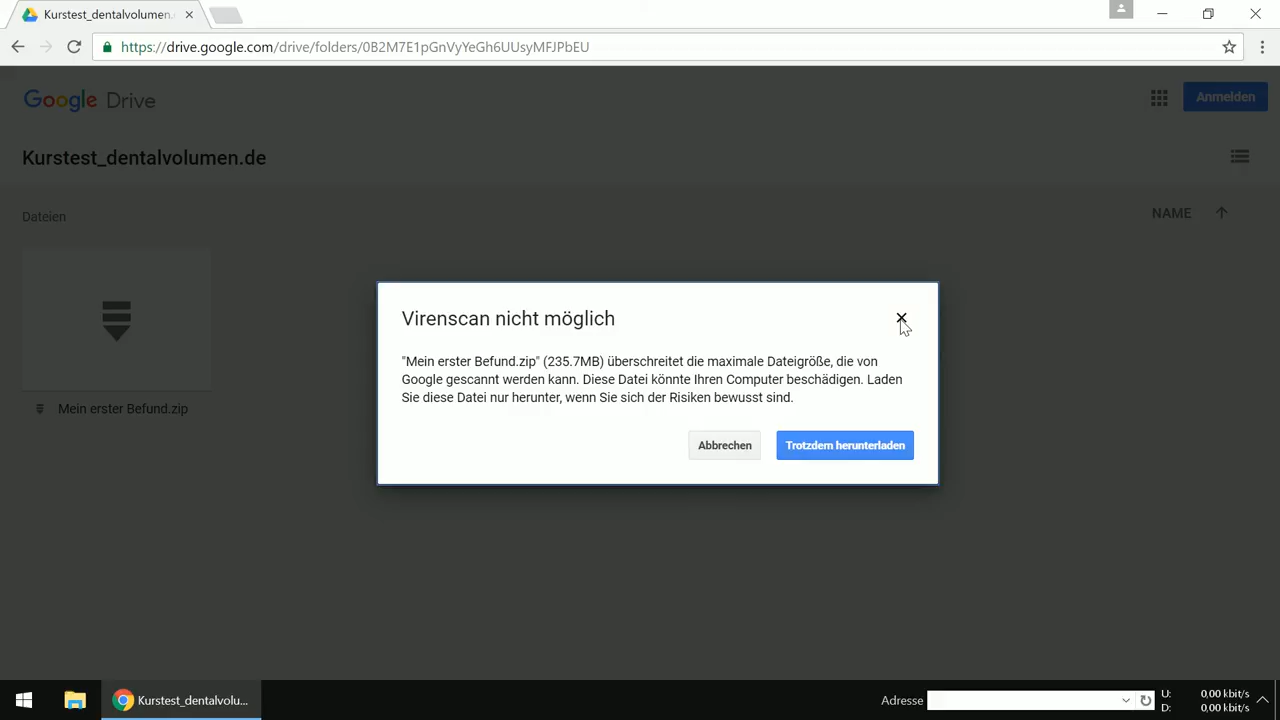 Kurstest_dentalvolumen.
https://drive.google.com/drive/folders/0B2M7E1pGnVyYeGh6UUsyMFJPbEU
Google Drive
Anmelden
Kurstest_dentalvolumen.de
Dateien
NAME
Mein erster Befund.zip
Virenscan nicht möglich
"Mein erster Befund.zip" (235.7MB) überschreitet die maximale Dateigröße, die von
Google gescannt werden kann. Diese Datei könnte Ihren Computer beschädigen. Laden
Sie diese Datei nur herunter, wenn Sie sich der Risiken bewusst sind.
Abbrechen
Trotzdem herunterladen
Kurstest_dentalvolu...
Adresse
U: 0,00 kbit/s
D: 0,00 kbit/s